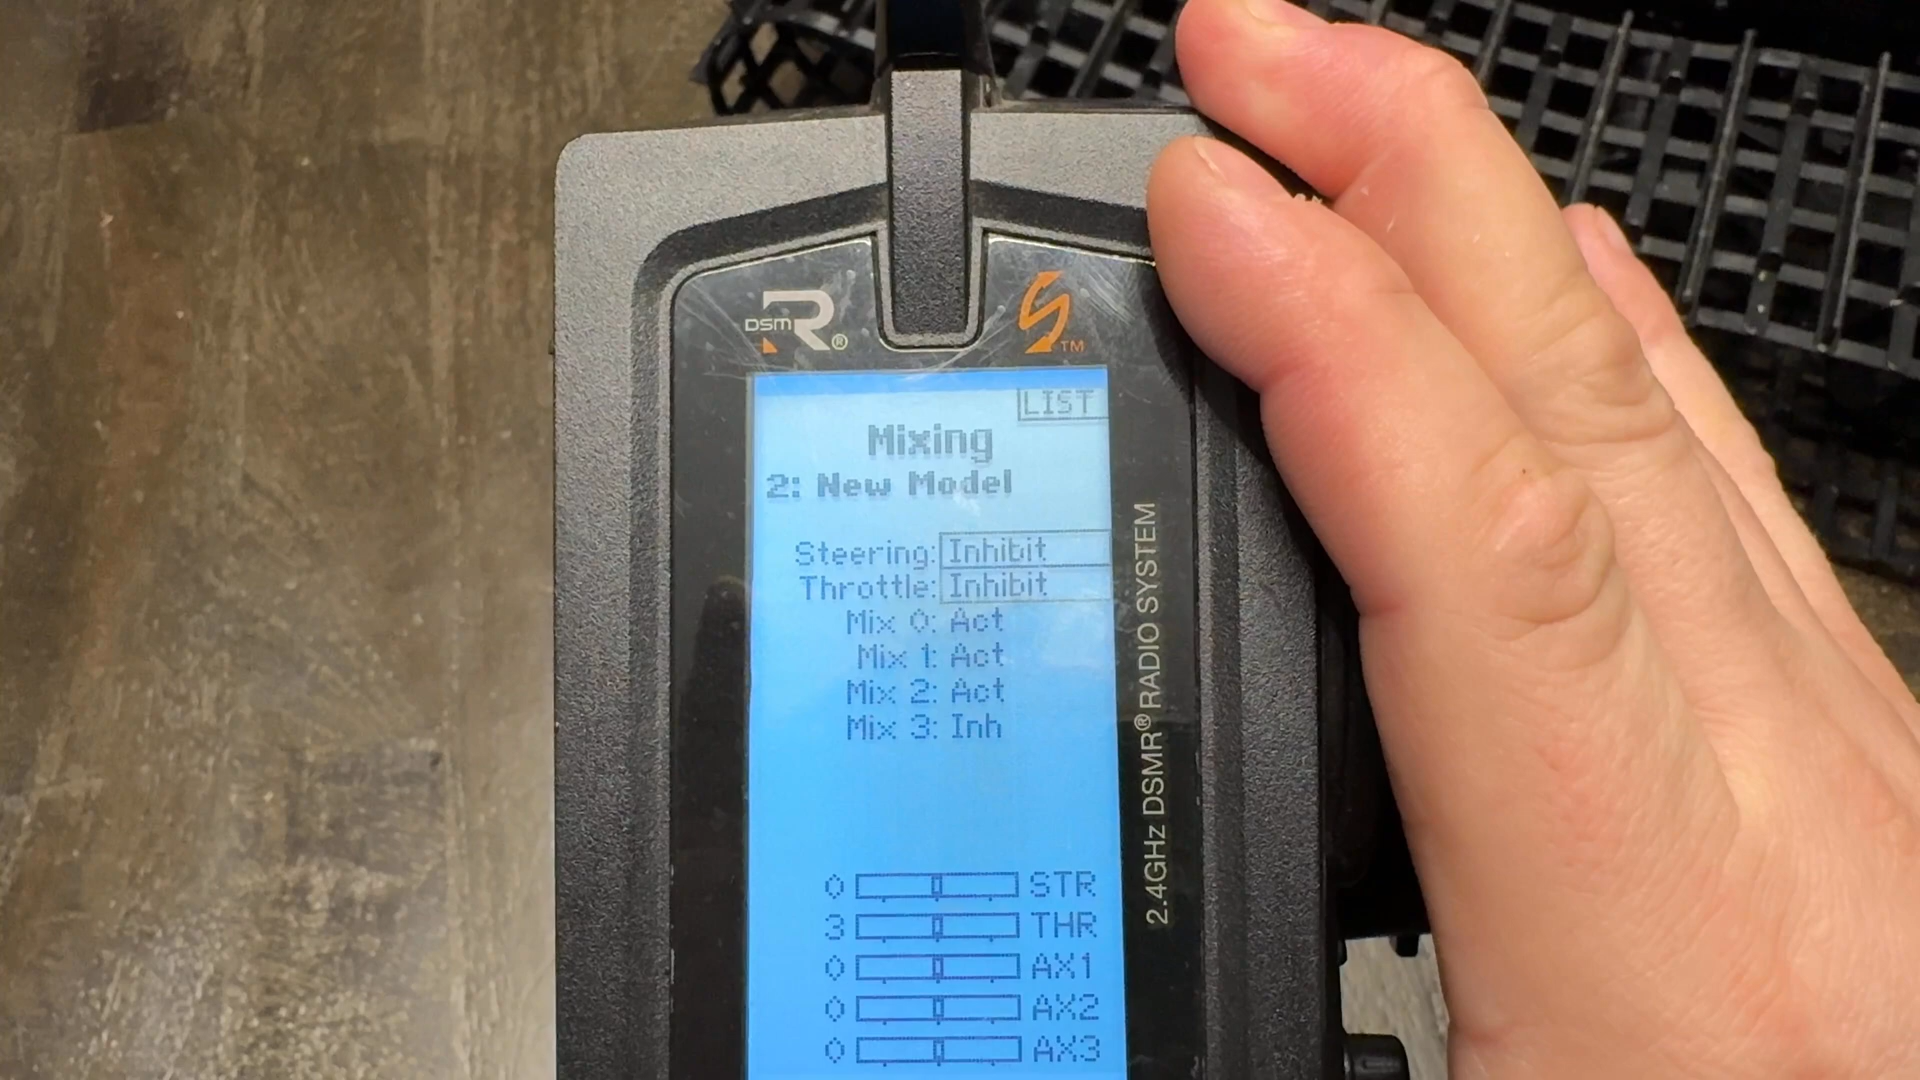 DSMR®
TM
LIST
Mixing
2: New Model
Steering: Inhibit
Throttle: Inhibit
Mix 0: Act
Mix 1: Act
Mix 2: Act
Mix 3: Inh
0 STR
3 THR
0 AX1
0 AX2
0 AX3
2.4GHz DSMR® RADIO SYSTEM